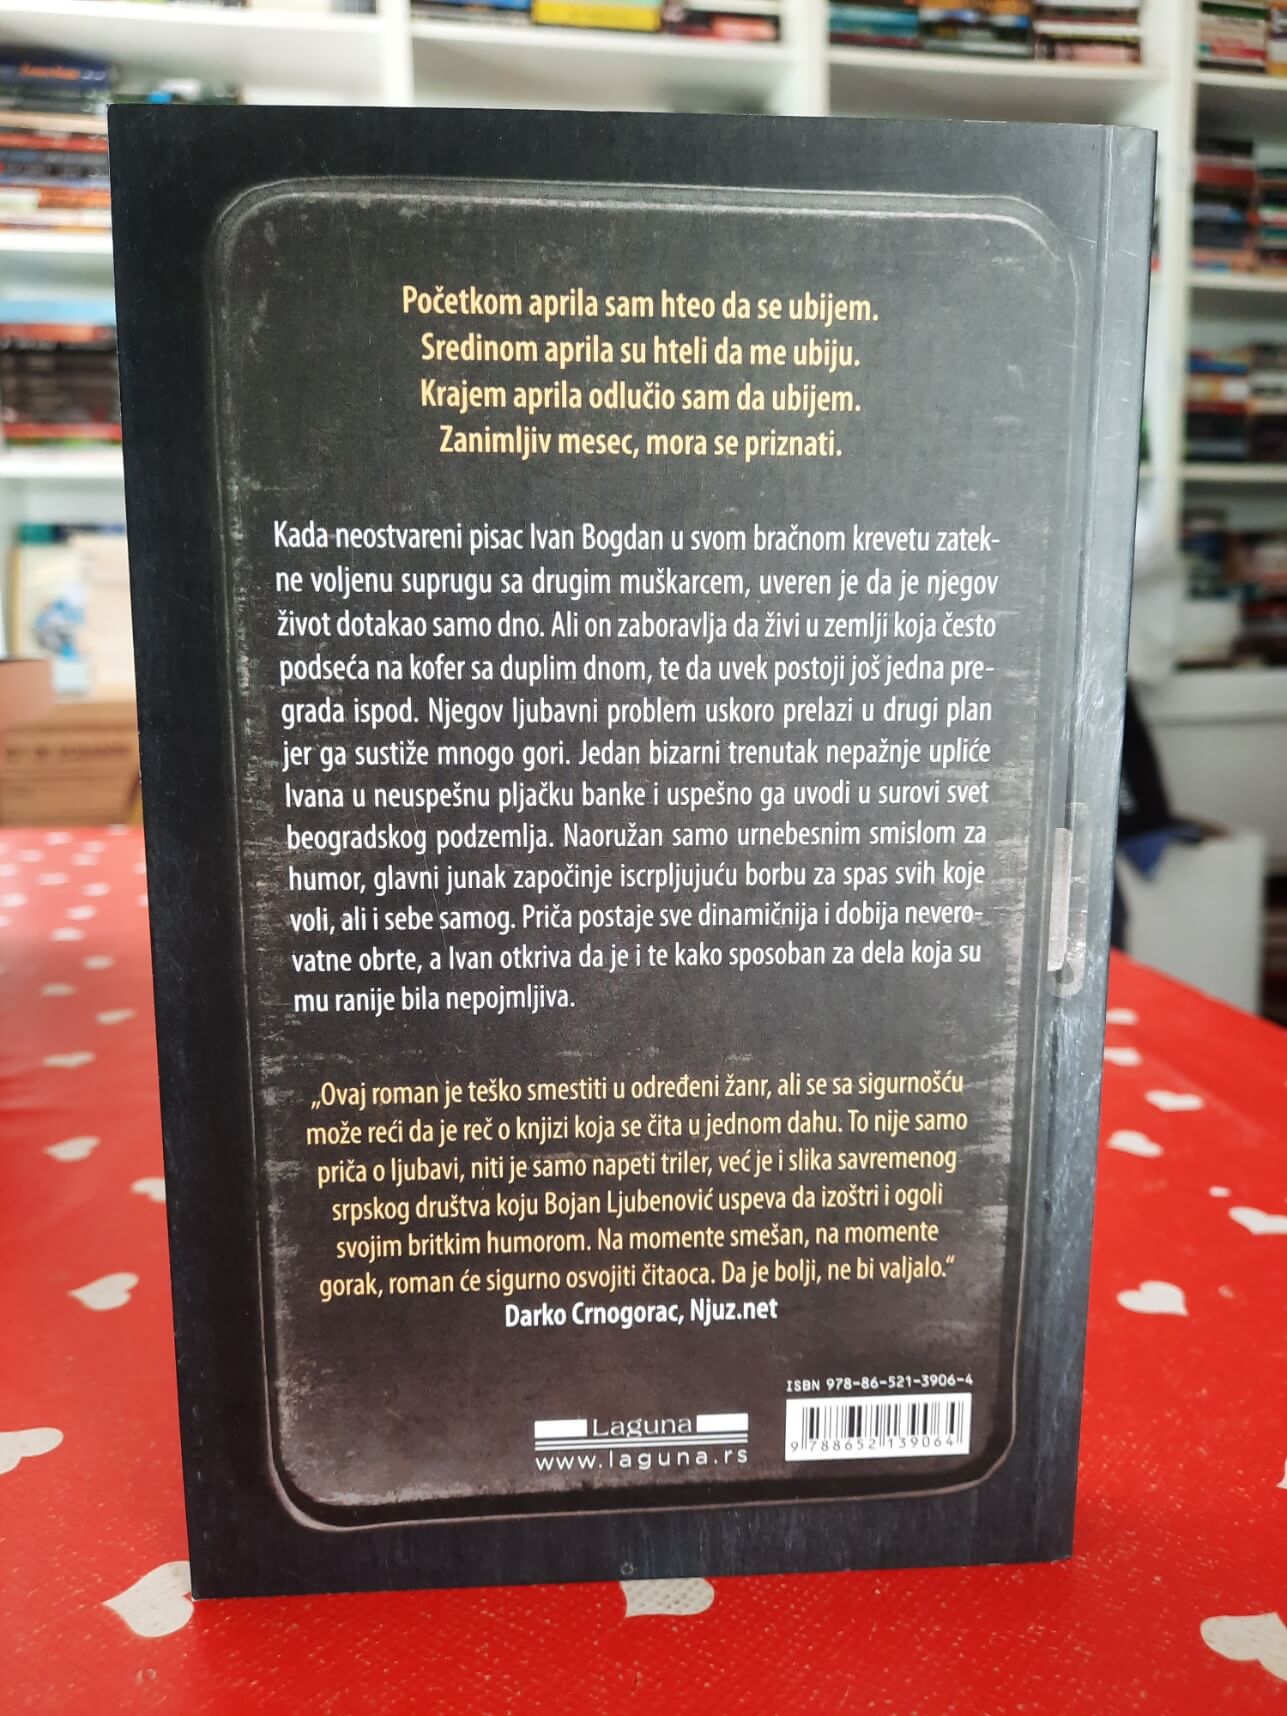 Početkom aprila sam hteo da se ubijem.
Sredinom aprila su hteli da me ubiju.
Krajem aprila odlučio sam da ubijem.
Zanimljiv mesec, mora se priznati.
Kada neostvareni pisac Ivan Bogdan u svom bračnom krevetu zatek-
ne voljenu suprugu sa drugim muškarcem, uveren je da je njegov
život dotakao samo dno. Ali on zaboravlja da živi u zemlji koja često
podseća na kofer sa duplim dnom, te da uvek postoji još jedna pre-
grada ispod. Njegov ljubavni problem uskoro prelazi u drugi plan
jer ga sustiže mnogo gori. Jedan bizarni trenutak nepažnje upliće
Ivana u neuspešnu pljačku banke i uspešno ga uvodi u surovi svet
beogradskog podzemlja. Naoružan samo urnebesnim smislom za
humor, glavni junak započinje iscrpljujuću borbu za spas svih koje
voli, ali i sebe samog. Priča postaje sve dinamičnija i dobija nevero-
vatne obrte, a Ivan otkriva da je i te kako sposoban za dela koja su
mu ranije bila nepojmljiva.
„Ovaj roman je teško smestiti u određeni žanr, ali se sa sigurnošću
može reći da je reč o knjizi koja se čita u jednom dahu. To nije samo
priča o ljubavi, niti je samo napeti triler, već je i slika savremenog
srpskog društva koju Bojan Ljubenović uspeva da izoštri i ogoli
svojim britkim humorom. Na momente smešan, na momente
gorak, roman će sigurno osvojiti čitaoca. Da je bolji, ne bi valjalo.“
Darko Crnogorac, Njuz.net
ISBN 978-86-521-3906-4
Laguna
www.laguna.rs
9 788652 139064